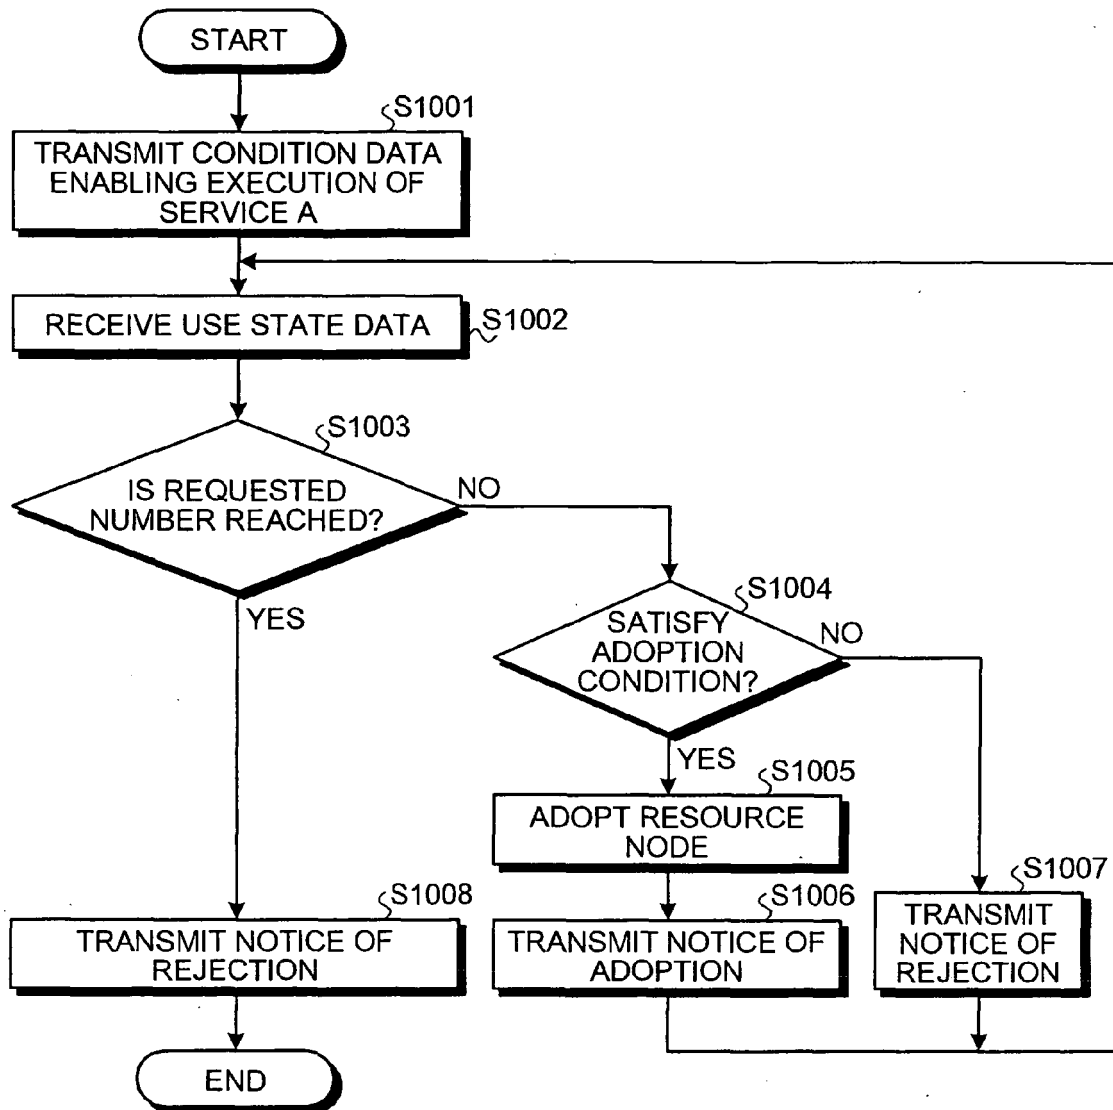 START
S1001
TRANSMIT CONDITION DATA
ENABLING EXECUTION OF
SERVICE A
RECEIVE USE STATE DATA
S1002
S1003
IS REQUESTED
NUMBER REACHED?
NO
YES
S1004
SATISFY
ADOPTION
CONDITION?
NO
YES
S1005
ADOPT RESOURCE
NODE
S1008
TRANSMIT NOTICE OF
REJECTION
S1006
TRANSMIT NOTICE OF
ADOPTION
S1007
TRANSMIT
NOTICE OF
REJECTION
END